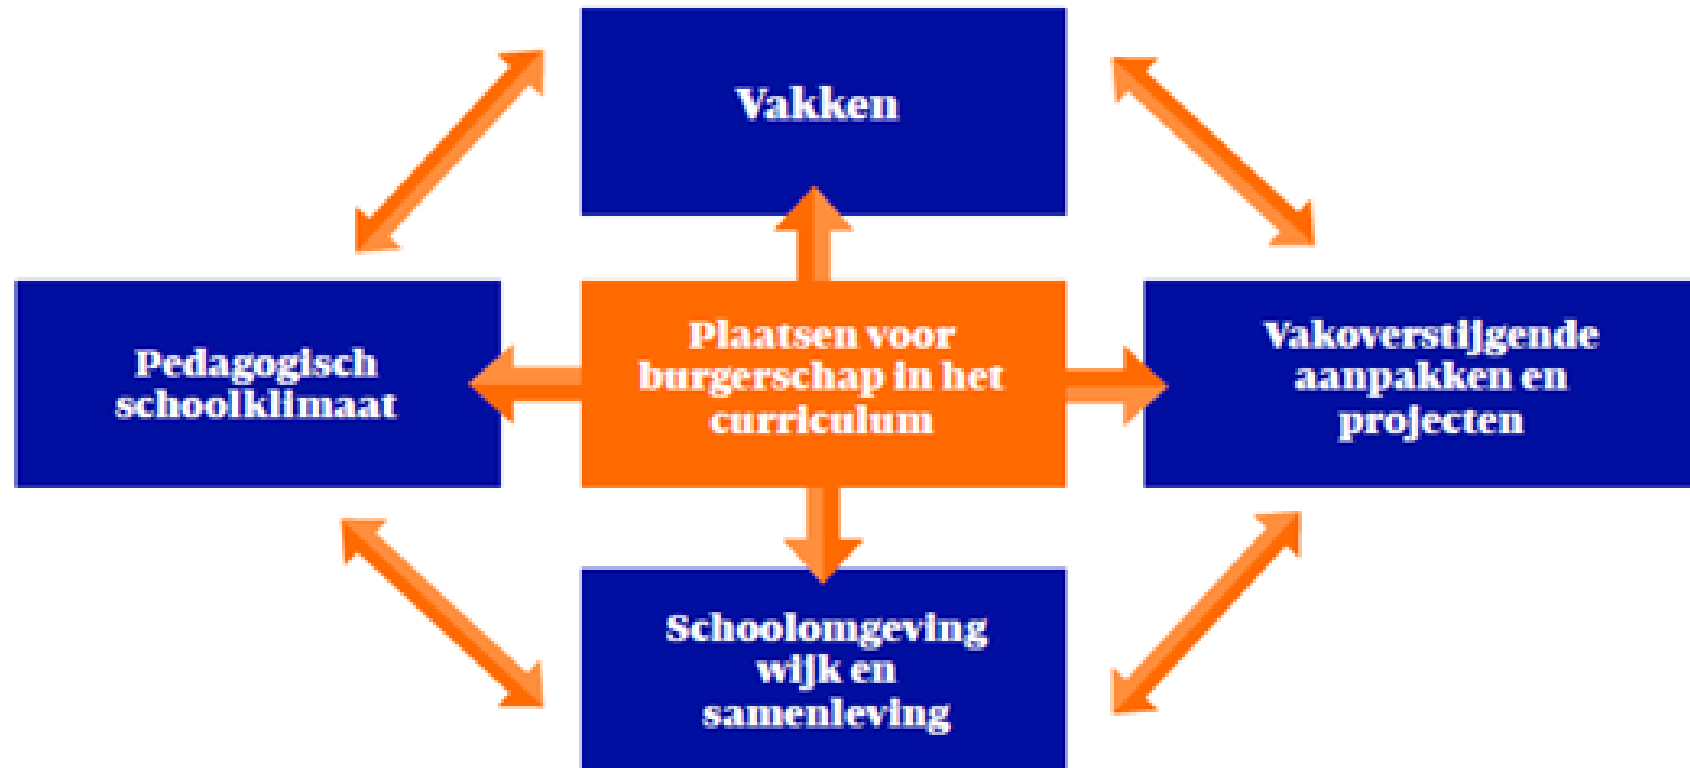 Vakken
Pedagogisch
schoolklimaat
Plaatsen voor
burgerschap in het
curriculum
Vakoverstijgende
aanpakken en
projecten
Schoolomgeving
wijk en
samenleving